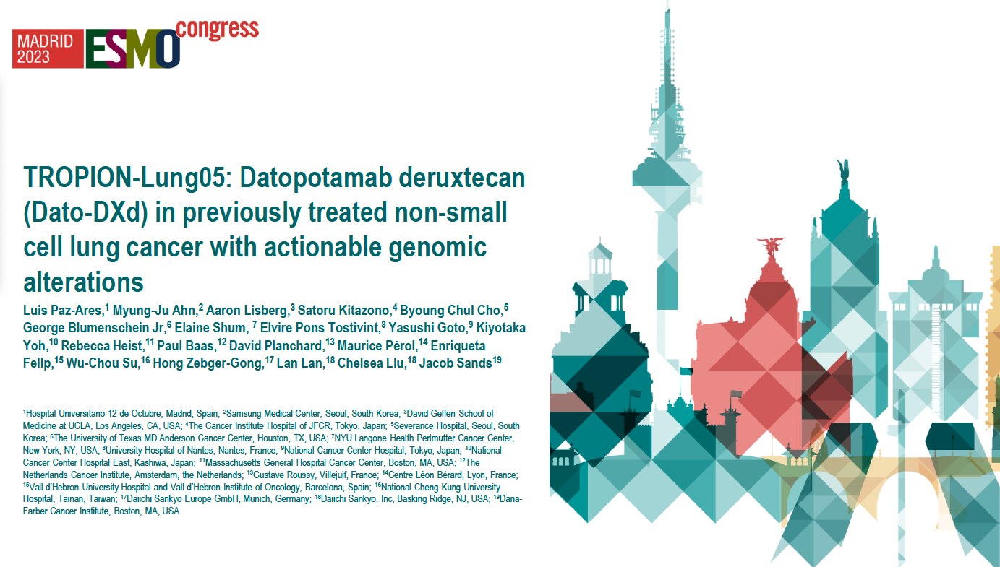 MADRID
2023
ESMO
congress
TROPION-Lung05: Datopotamab deruxtecan
(Dato-DXd) in previously treated non-small
cell lung cancer with actionable genomic
alterations
Luis Paz-Ares,¹ Myung-Ju Ahn,² Aaron Lisberg,³ Satoru Kitazono,⁴ Byoung Chul Cho,⁵
George Blumenschein Jr,⁶ Elaine Shum, ⁷ Elvire Pons Tostivint,⁸ Yasushi Goto,⁹ Kiyotaka
Yoh,¹⁰ Rebecca Heist,¹¹ Paul Baas,¹² David Planchard,¹³ Maurice Pérol,¹⁴ Enriqueta
Felip,¹⁵ Wu-Chou Su,¹⁶ Hong Zebger-Gong,¹⁷ Lan Lan,¹⁸ Chelsea Liu,¹⁸ Jacob Sands¹⁹
¹Hospital Universitario 12 de Octubre, Madrid, Spain; ²Samsung Medical Center, Seoul, South Korea; ³David Geffen School of
Medicine at UCLA, Los Angeles, CA, USA; ⁴The Cancer Institute Hospital of JFCR, Tokyo, Japan; ⁵Severance Hospital, Seoul, South
Korea; ⁶The University of Texas MD Anderson Cancer Center, Houston, TX, USA; ⁷NYU Langone Health Perlmutter Cancer Center,
New York, NY, USA; ⁸University Hospital of Nantes, Nantes, France; ⁹National Cancer Center Hospital, Tokyo, Japan; ¹⁰National
Cancer Center Hospital East, Kashiwa, Japan; ¹¹Massachusetts General Hospital Cancer Center, Boston, MA, USA; ¹²The
Netherlands Cancer Institute, Amsterdam, the Netherlands; ¹³Gustave Roussy, Villejuif, France; ¹⁴Centre Léon Bérard, Lyon, France;
¹⁵Vall d'Hebron University Hospital and Vall d'Hebron Institute of Oncology, Barcelona, Spain; ¹⁶National Cheng Kung University
Hospital, Tainan, Taiwan; ¹⁷Daiichi Sankyo Europe GmbH, Munich, Germany; ¹⁸Daiichi Sankyo, Inc, Basking Ridge, NJ, USA; ¹⁹Dana-
Farber Cancer Institute, Boston, MA, USA